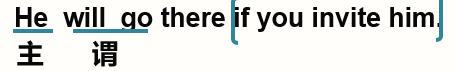 He will go there if you invite him.
主 谓